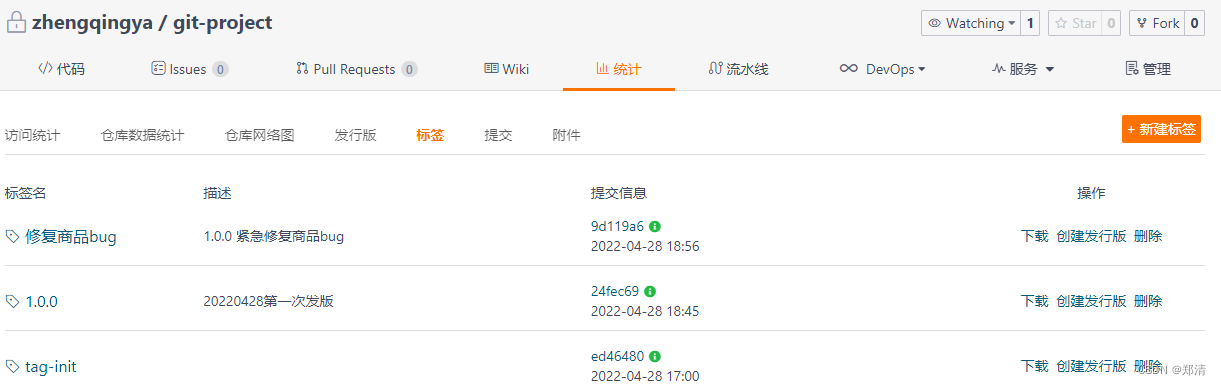 zhengqingya / git-project
Watching 1 Star 0 Fork 0
代码 Issues 0 Pull Requests 0 Wiki 统计 流水线 DevOps 服务 管理
访问统计 仓库数据统计 仓库网络图 发行版 标签 提交 附件 + 新建标签
标签名 描述 提交信息 操作
修复商品bug 1.0.0 紧急修复商品bug 9d119a6 下载 创建发行版 删除
2022-04-28 18:56
1.0.0 20220428第一次发版 24fec69 下载 创建发行版 删除
2022-04-28 18:45
tag-init ed46480 下载 创建发行版 删除
2022-04-28 17:00
CSDN @郑清